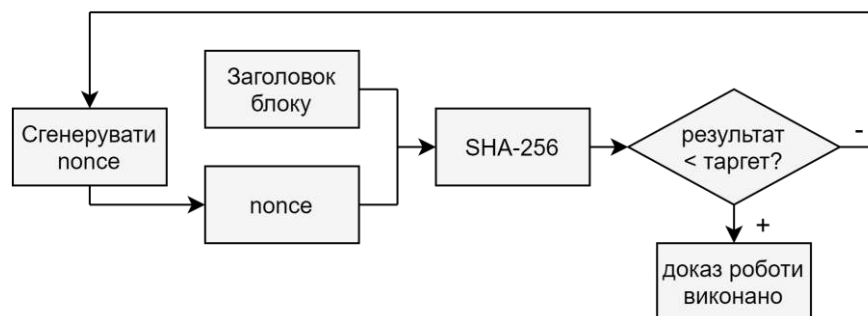 Заголовок
блоку
Сгенерувати
nonce
nonce
SHA-256
результат
< таргет?
-
+
доказ роботи
виконано